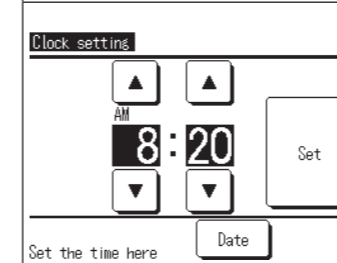 Clock setting
▲ ▲
AM
8:20
Set
▼ ▼
Date
Set the time here